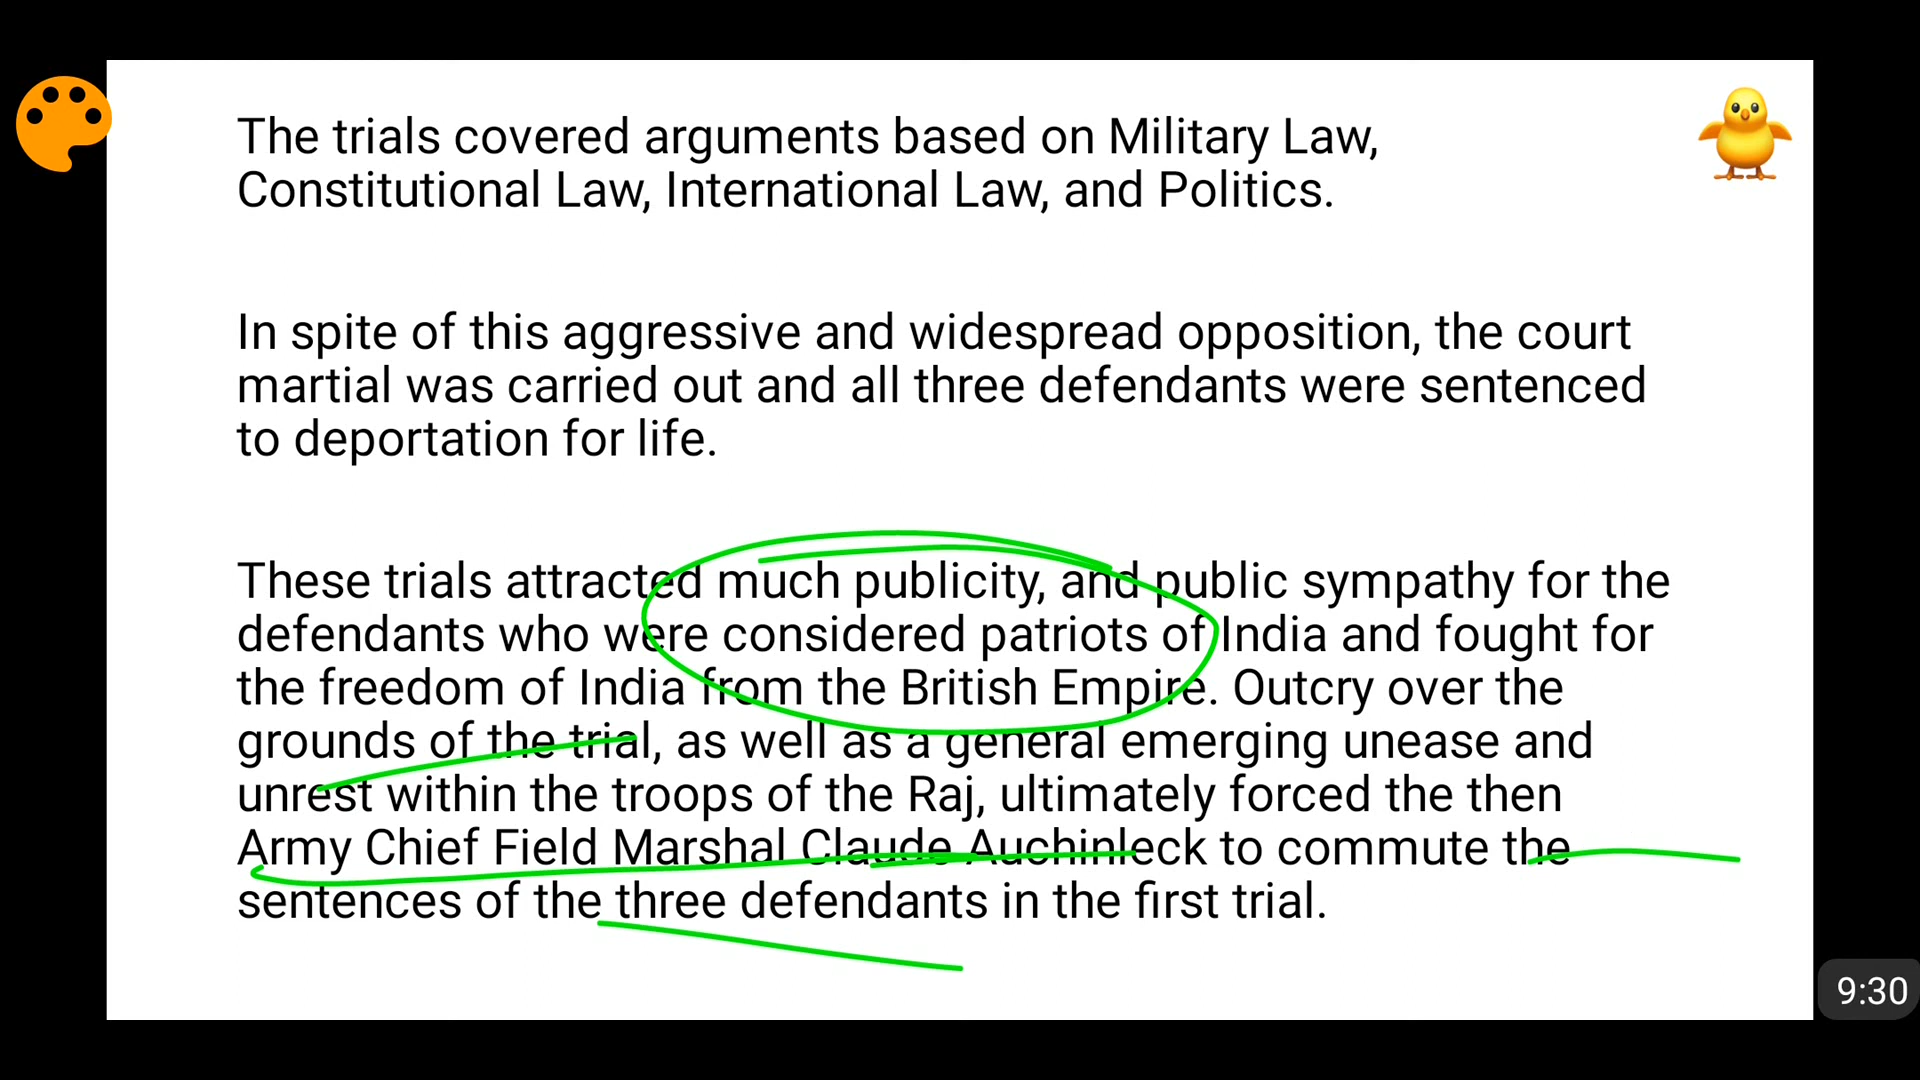 The trials covered arguments based on Military Law,
Constitutional Law, International Law, and Politics.
In spite of this aggressive and widespread opposition, the court
martial was carried out and all three defendants were sentenced
to deportation for life.
These trials attracted much publicity, and public sympathy for the
defendants who were considered patriots of India and fought for
the freedom of India from the British Empire. Outcry over the
grounds of the trial, as well as a general emerging unease and
unrest within the troops of the Raj, ultimately forced the then
Army Chief Field Marshal Claude Auchinleck to commute the
sentences of the three defendants in the first trial.
9:30